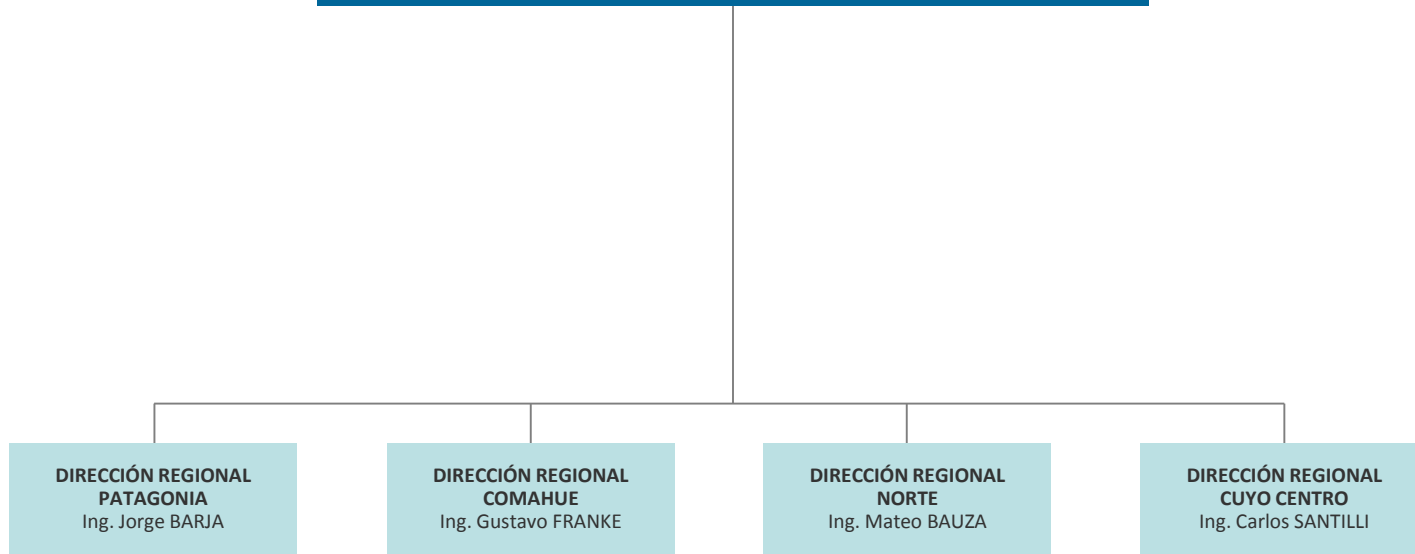 DIRECCIÓN REGIONAL
PATAGONIA
Ing. Jorge BARJA
DIRECCIÓN REGIONAL
COMAHUE
Ing. Gustavo FRANKE
DIRECCIÓN REGIONAL
NORTE
Ing. Mateo BAUZA
DIRECCIÓN REGIONAL
CUYO CENTRO
Ing. Carlos SANTILLI